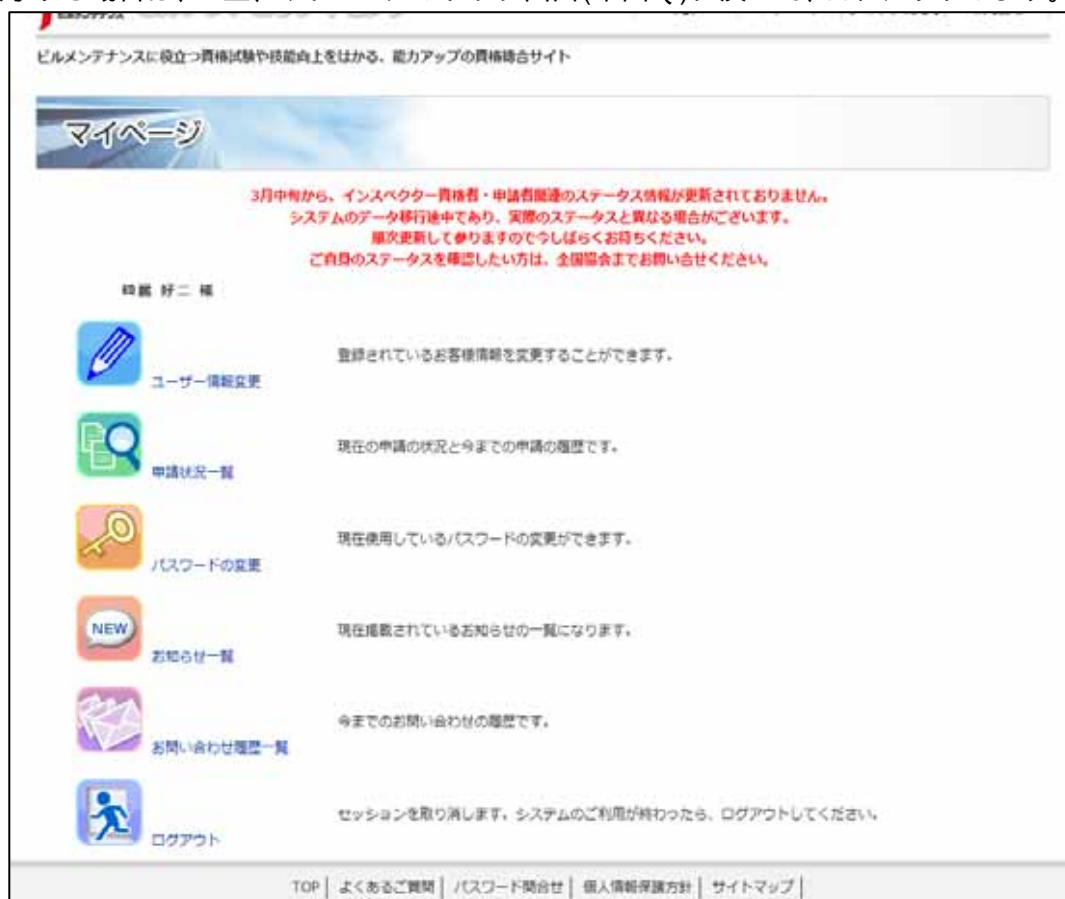 ビルメンテナンス
ビルメンテナンスに役立つ資格試験や技能向上をはかる、能力アップの資格総合サイト
マイページ
3月中旬から、インスペクター資格者・申請者関連のステータス情報が更新されておりません。
システムのデータ移行途中であり、実際のステータスと異なる場合がございます。
順次更新して参りますので今しばらくお待ちください。
ご自身のステータスを確認したい方は、全国協会までお問い合せください。
綺麗 好二 様
登録されているお客様情報を変更することができます。
ユーザー情報変更
現在の申請の状況と今までの申請の履歴です。
申請状況一覧
現在使用しているパスワードの変更ができます。
パスワードの変更
NEW
現在掲載されているお知らせの一覧になります。
お知らせ一覧
今までのお問い合わせの履歴です。
お問い合わせ履歴一覧
セッションを取り消します。システムのご利用が終わったら、ログアウトしてください。
ログアウト
TOP│ よくあるご質問│ パスワード問合せ│ 個人情報保護方針│ サイトマップ│